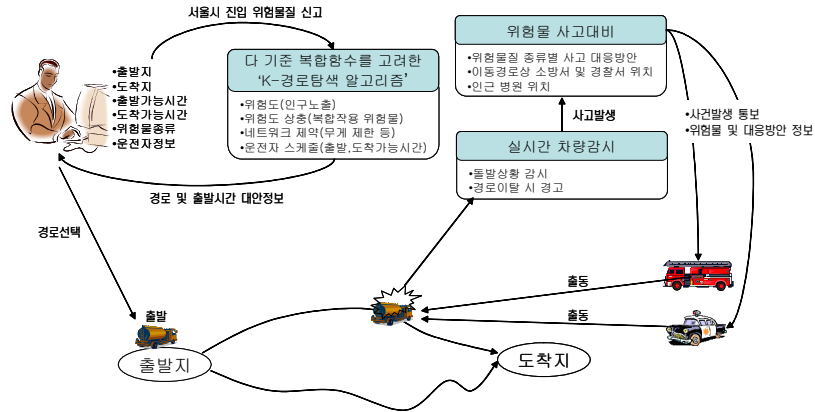 서울시 진입 위험물질 신고
•출발지
•도착지
•출발가능시간
•도착가능시간
•위험물종류
•운전자정보
다 기준 복합함수를 고려한
‘K-경로탐색 알고리즘’
•위험도(인구노출)
•위험도 상충(복합작용 위험물)
•네트워크 제약(무게 제한 등)
•운전자 스케줄(출발,도착가능시간)
경로 및 출발시간 대안정보
경로선택
위험물 사고대비
•위험물질 종류별 사고 대응방안
•이동경로상 소방서 및 경찰서 위치
•인근 병원 위치
사고발생
실시간 차량감시
•돌발상황 감시
•경로이탈 시 경고
•사건발생 통보
•위험물 및 대응방안 정보
출동
출동
출발
출발지
도착지